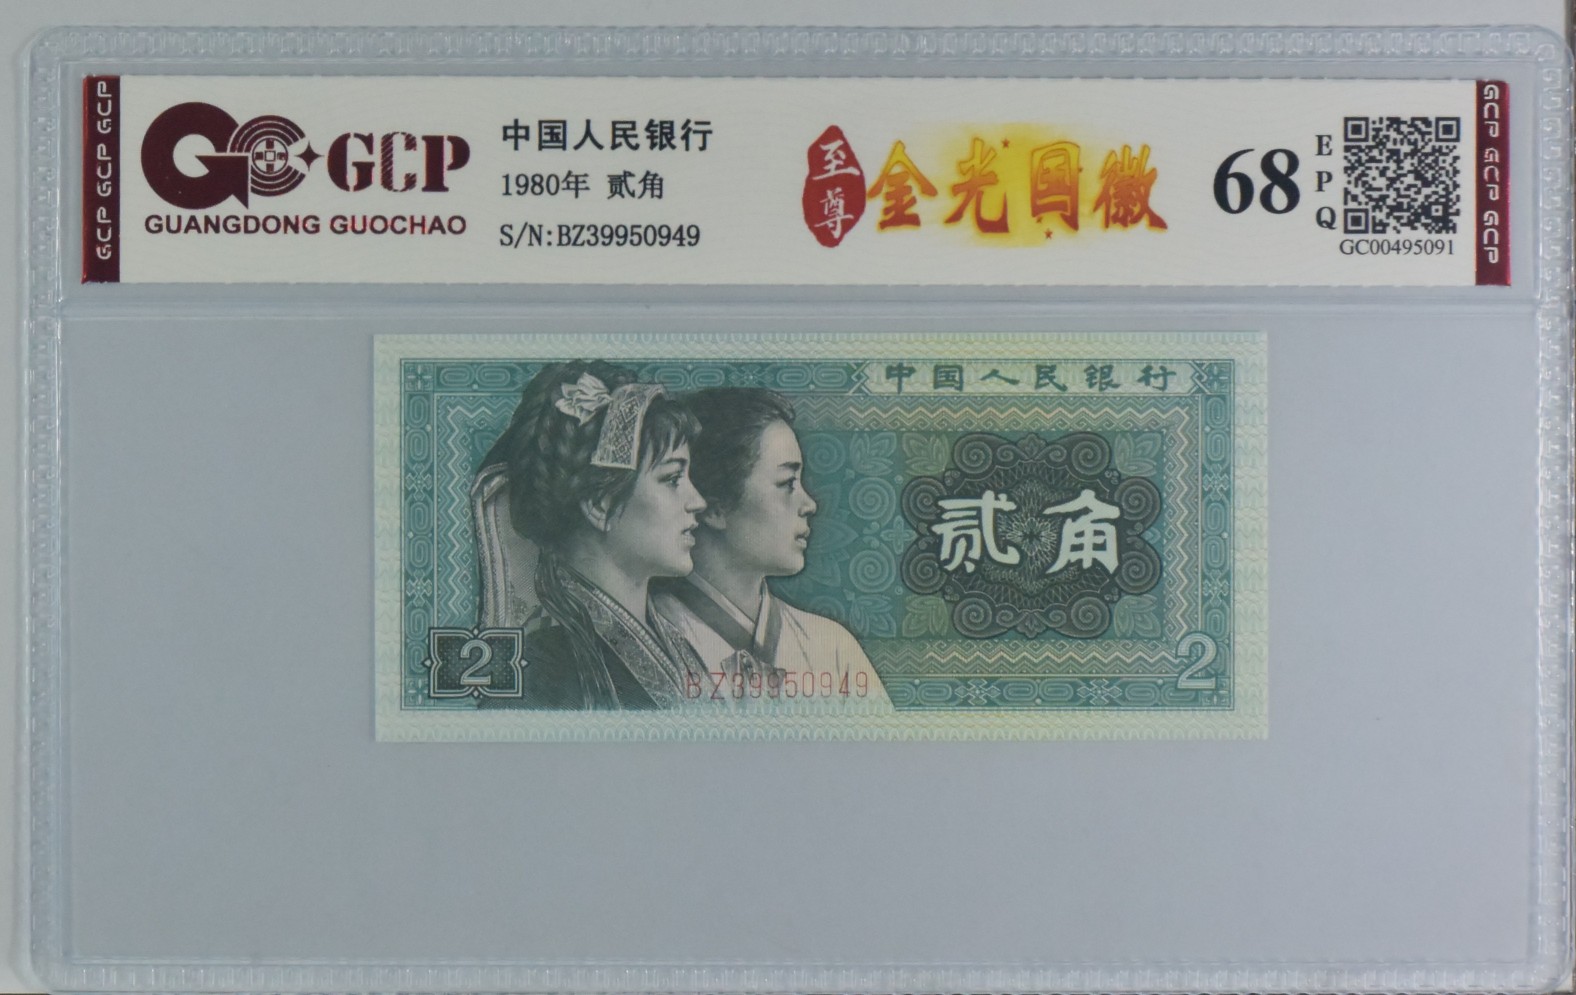 GCP GCP GCP
GCP
GUANGDONG GUOCHAO
中国人民银行
1980年 贰角
S/N:BZ39950949
至尊
金光国徽
68
EPQ
GC00495091
GCP GCP GCP
中国人民银行
贰角
2
2
BZ39950949